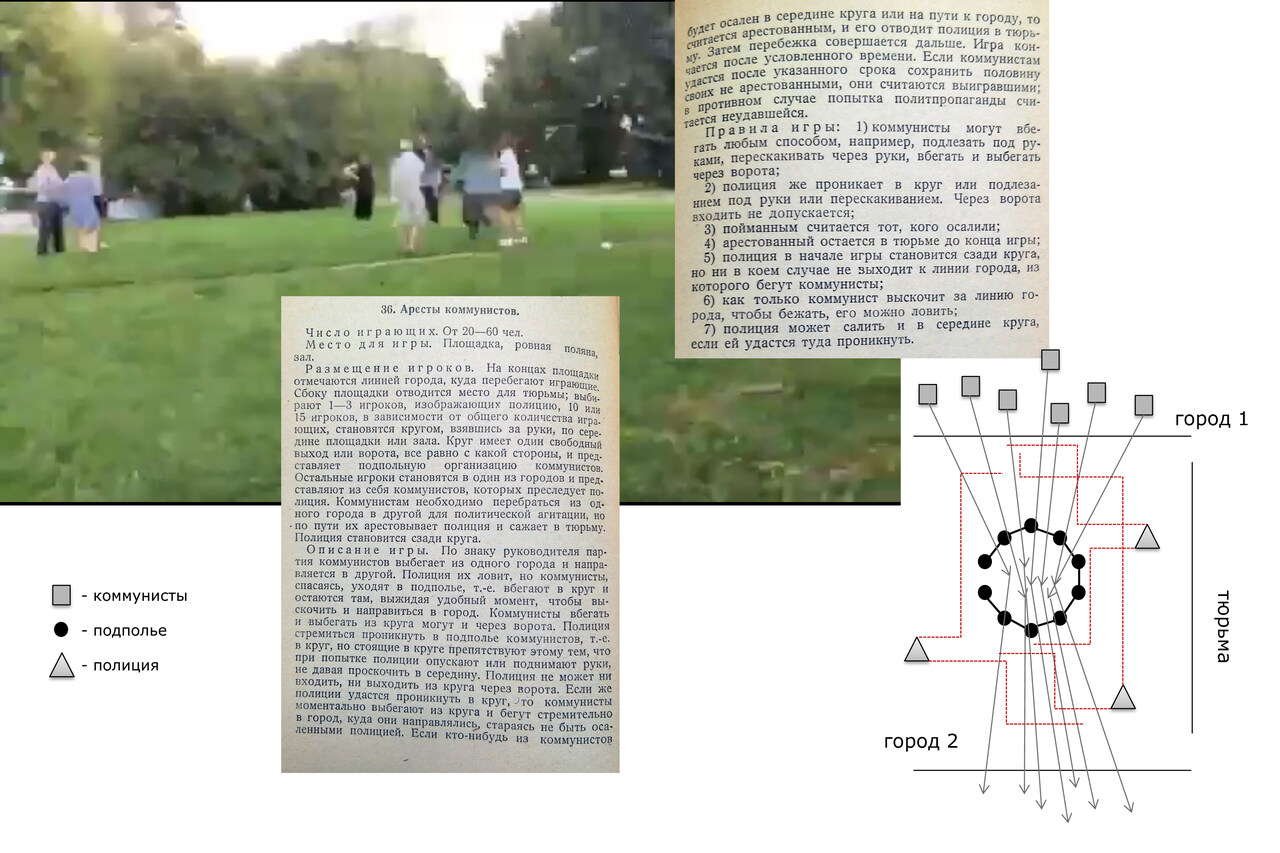 36. Аресты коммунистов.
Число играющих. От 20—60 чел.
Место для игры. Площадка, ровная поляна,
зал.
Размещение игроков. На концах площадки
отмечаются линией города, куда перебегают играющие.
Сбоку площадки отводится место для тюрьмы; выби-
рают 1—3 игроков, изображающих полицию, 10 или
15 игроков, в зависимости от общего количества игра-
ющих, становятся кругом, взявшись за руки, по сере-
дине площадки или зала. Круг имеет один свободный
выход или ворота, все равно с какой стороны, и пред-
ставляет подпольную организацию коммунистов.
Остальные игроки становятся в один из городов и пред-
ставляют из себя коммунистов, которых преследует по-
лиция. Коммунистам необходимо перебраться из од-
ного города в другой для политической агитации, но
по пути их арестовывает полиция и сажает в тюрьму.
Полиция становится сзади круга.
Описание игры. По знаку руководителя пар-
тия коммунистов выбегает из одного города и напра-
вляется в другой. Полиция их ловит, но коммунисты,
спасаясь, уходят в подполье, т.-е. вбегают в круг и
остаются там, выжидая удобный момент, чтобы вы-
скочить и направиться в город. Коммунисты вбегать
и выбегать из круга могут и через ворота. Полиция
стремиться проникнуть в подполье коммунистов, т.-е.
в круг, но стоящие в круге препятствуют этому тем, что
при попытке полиции опускают или поднимают руки,
не давая проскочить в середину. Полиция не может ни
входить, ни выходить из круга через ворота. Если же
полиции удастся проникнуть в круг, то коммунисты
моментально выбегают из круга и бегут стремительно
в город, куда они направлялись, стараясь не быть оса-
ленными полицией. Если кто-нибудь из коммунистов
будет осален в середине круга или на пути к городу, то
считается арестованным, и его отводит полиция в тюрь-
му. Затем перебежка совершается дальше. Игра кон-
чается после условленного времени. Если коммунистам
удастся после указанного срока сохранить половину
своих не арестованными, они считаются выигравшими;
в противном случае попытка политпропаганды счи-
тается неудавшейся.
Правила игры: 1) коммунисты могут вбе-
гать любым способом, например, подлезать под ру-
ками, перескакивать через руки, вбегать и выбегать
через ворота;
2) полиция же проникает в круг или подлеза-
нием под руки или перескакиванием. Через ворота
входить не допускается;
3) пойманным считается тот, кого осалили;
4) арестованный остается в тюрьме до конца игры;
5) полиция в начале игры становится сзади круга,
но ни в коем случае не выходит к линии города, из
которого бегут коммунисты;
6) как только коммунист выскочит за линию го-
рода, чтобы бежать, его можно ловить;
7) полиция может салить и в середине круга,
если ей удастся туда проникнуть.
город 1
тюрьма
город 2
- коммунисты
- подполье
- полиция